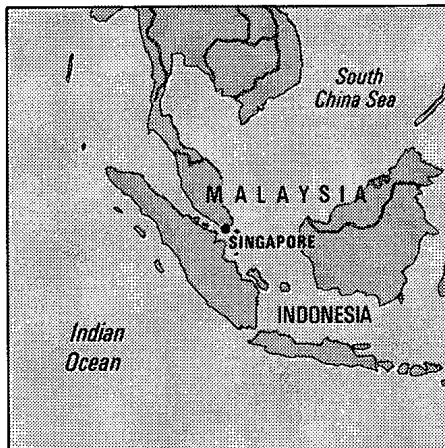 South
China Sea
MALAYSIA
SINGAPORE
INDONESIA
Indian
Ocean